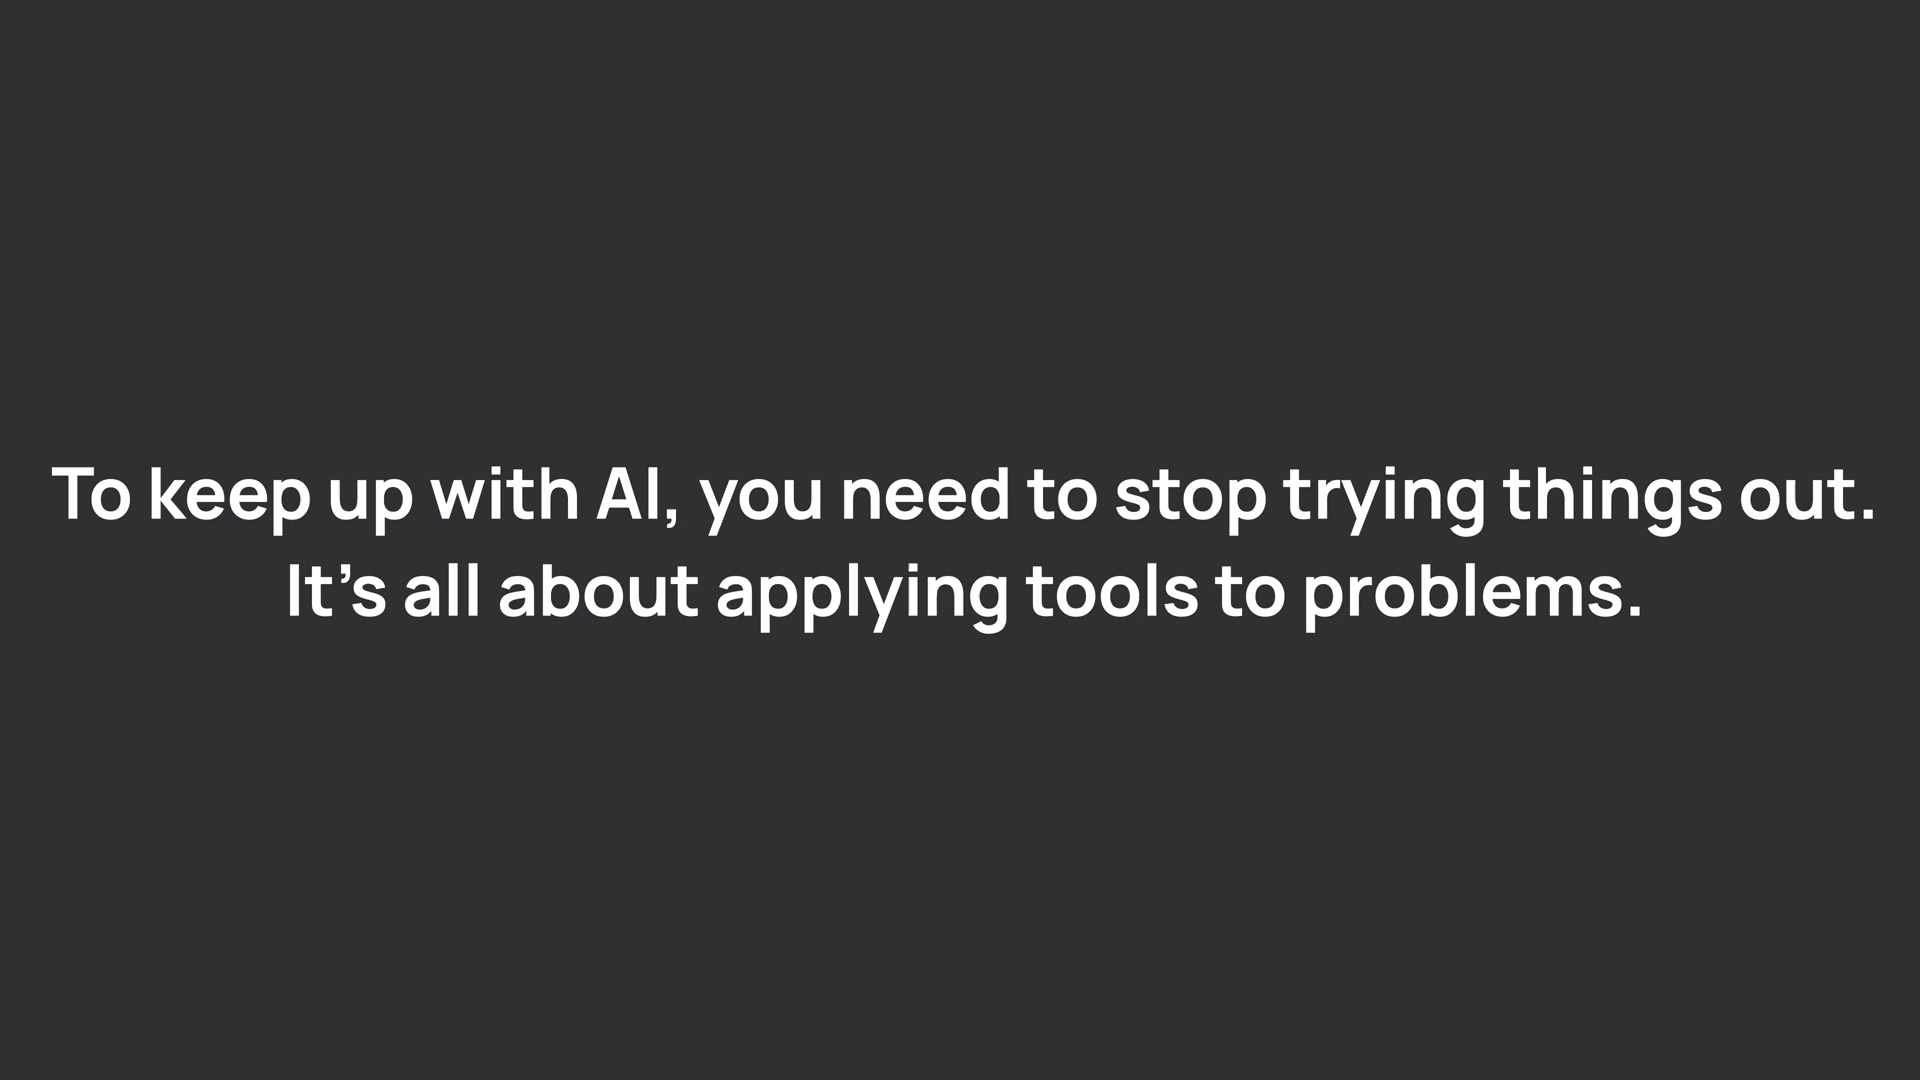 To keep up with AI, you need to stop trying things out.
It’s all about applying tools to problems.